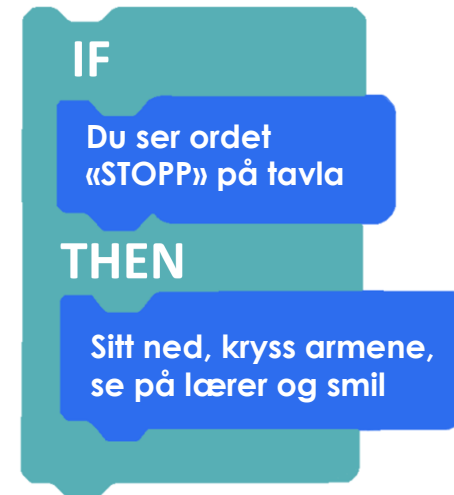 IF
Du ser ordet
«STOPP» på tavla
THEN
Sitt ned, kryss armene,
se på lærer og smil